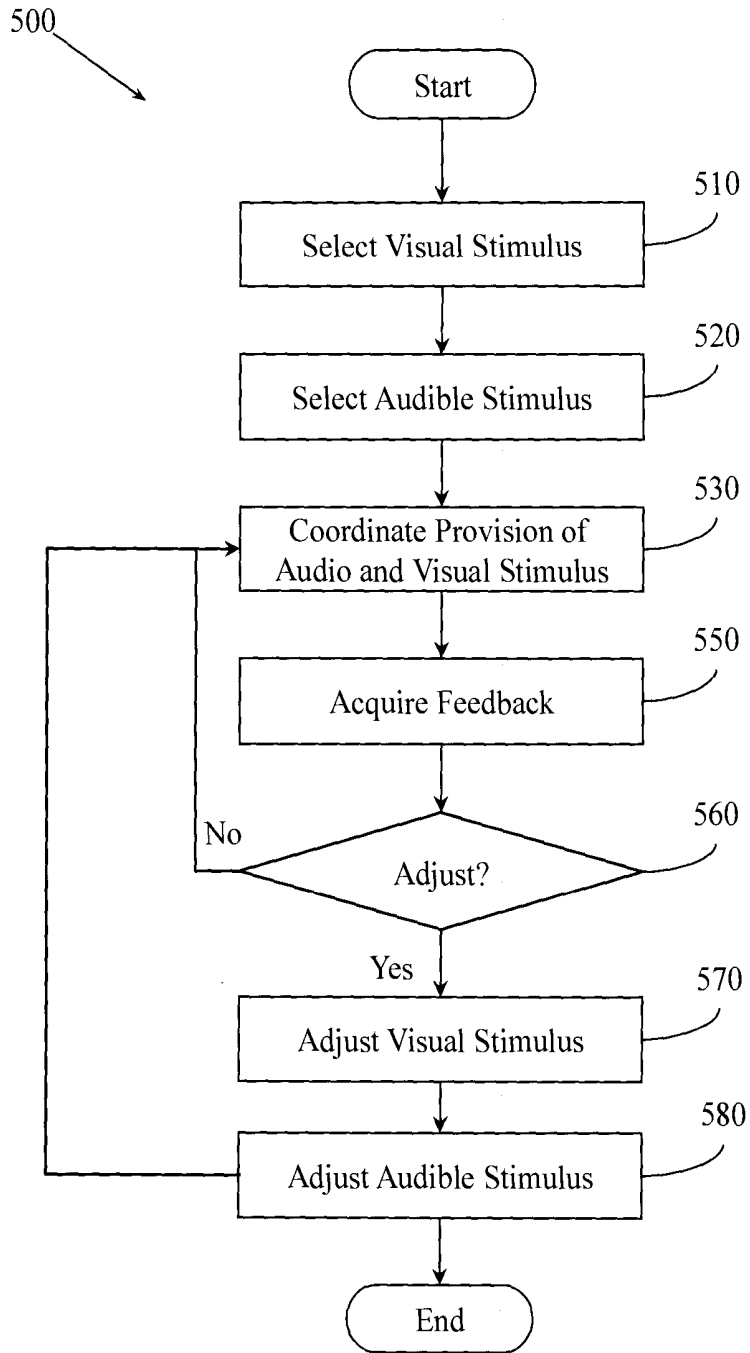 500
Start
510
Select Visual Stimulus
520
Select Audible Stimulus
530
Coordinate Provision of
Audio and Visual Stimulus
550
Acquire Feedback
560
No
Adjust?
Yes
570
Adjust Visual Stimulus
580
Adjust Audible Stimulus
End